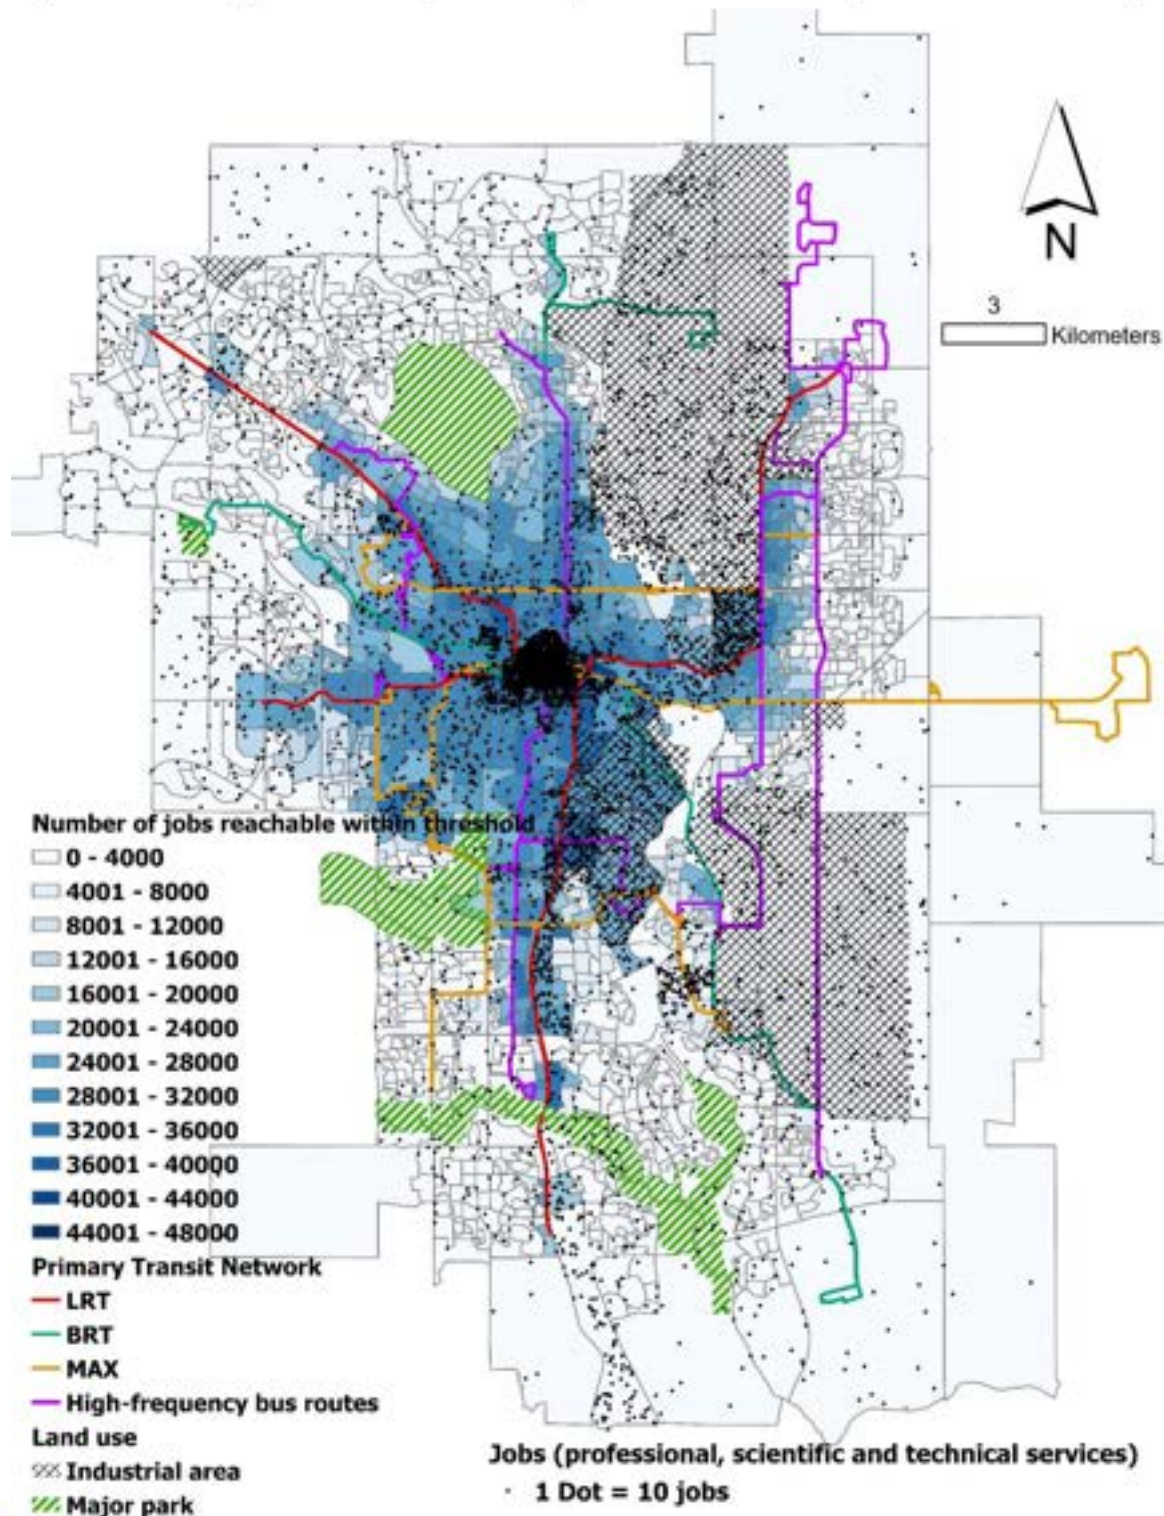 N
3
Kilometers
Number of jobs reachable within threshold
0 - 4000
4001 - 8000
8001 - 12000
12001 - 16000
16001 - 20000
20001 - 24000
24001 - 28000
28001 - 32000
32001 - 36000
36001 - 40000
40001 - 44000
44001 - 48000
Primary Transit Network
LRT
BRT
MAX
High-frequency bus routes
Land use
Industrial area
Major park
Jobs (professional, scientific and technical services)
1 Dot = 10 jobs